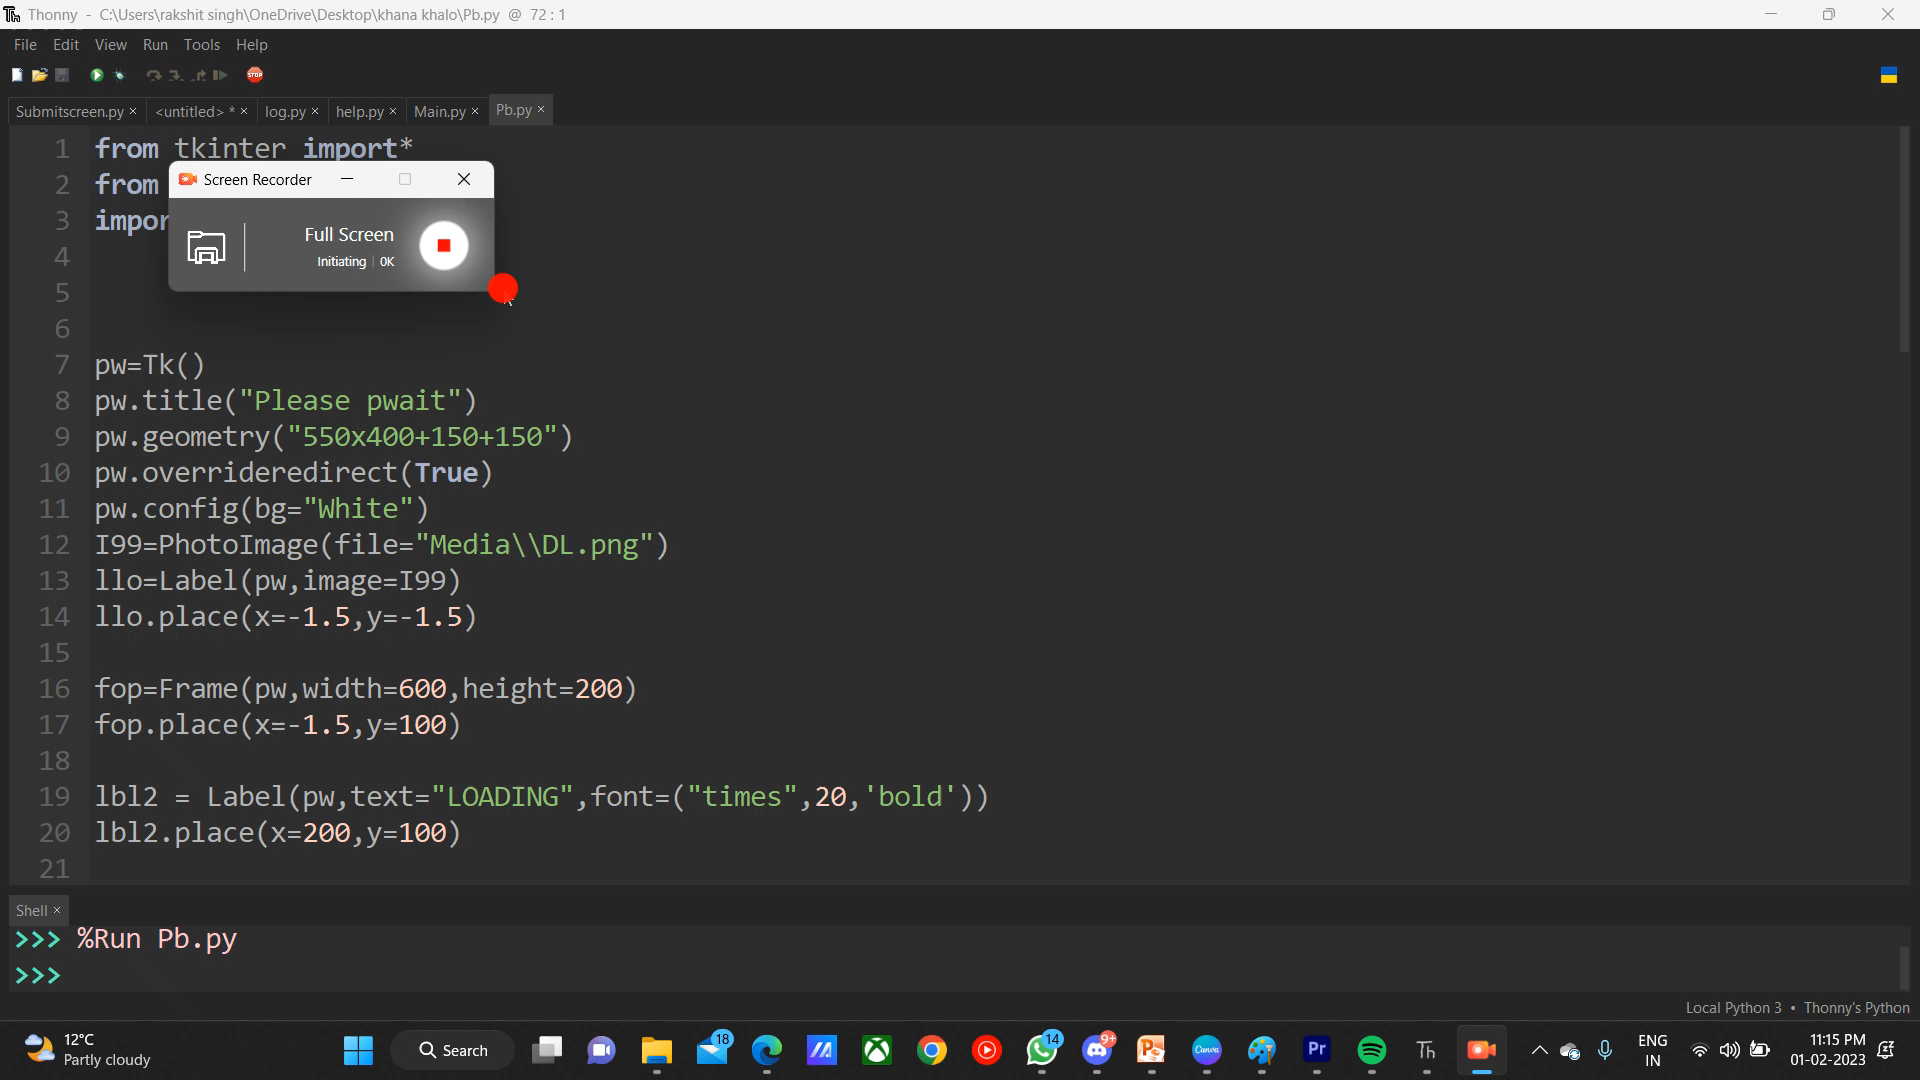 Thonny - C:\Users\rakshit singh\OneDrive\Desktop\khana khalo\Pb.py @ 72 : 1
File Edit View Run Tools Help
STOP
Submitscreen.py × <untitled> * × log.py × help.py × Main.py × Pb.py ×
1 from tkinter import*
2 from
3 impor
Screen Recorder
Full Screen
Initiating | 0K
4
5
6
7 pw=Tk()
8 pw.title("Please pwait")
9 pw.geometry("550x400+150+150")
10 pw.overrideredirect(True)
11 pw.config(bg="White")
12 I99=PhotoImage(file="Media\\DL.png")
13 llo=Label(pw,image=I99)
14 llo.place(x=-1.5,y=-1.5)
15
16 fop=Frame(pw,width=600,height=200)
17 fop.place(x=-1.5,y=100)
18
19 lbl2 = Label(pw,text="LOADING",font=("times",20,'bold'))
20 lbl2.place(x=200,y=100)
21
Shell ×
>>> %Run Pb.py
>>>
Local Python 3 • Thonny's Python
12°C
Partly cloudy
Search
18
14
9+
Canva
Pr
Th
ENG
IN
11:15 PM
01-02-2023